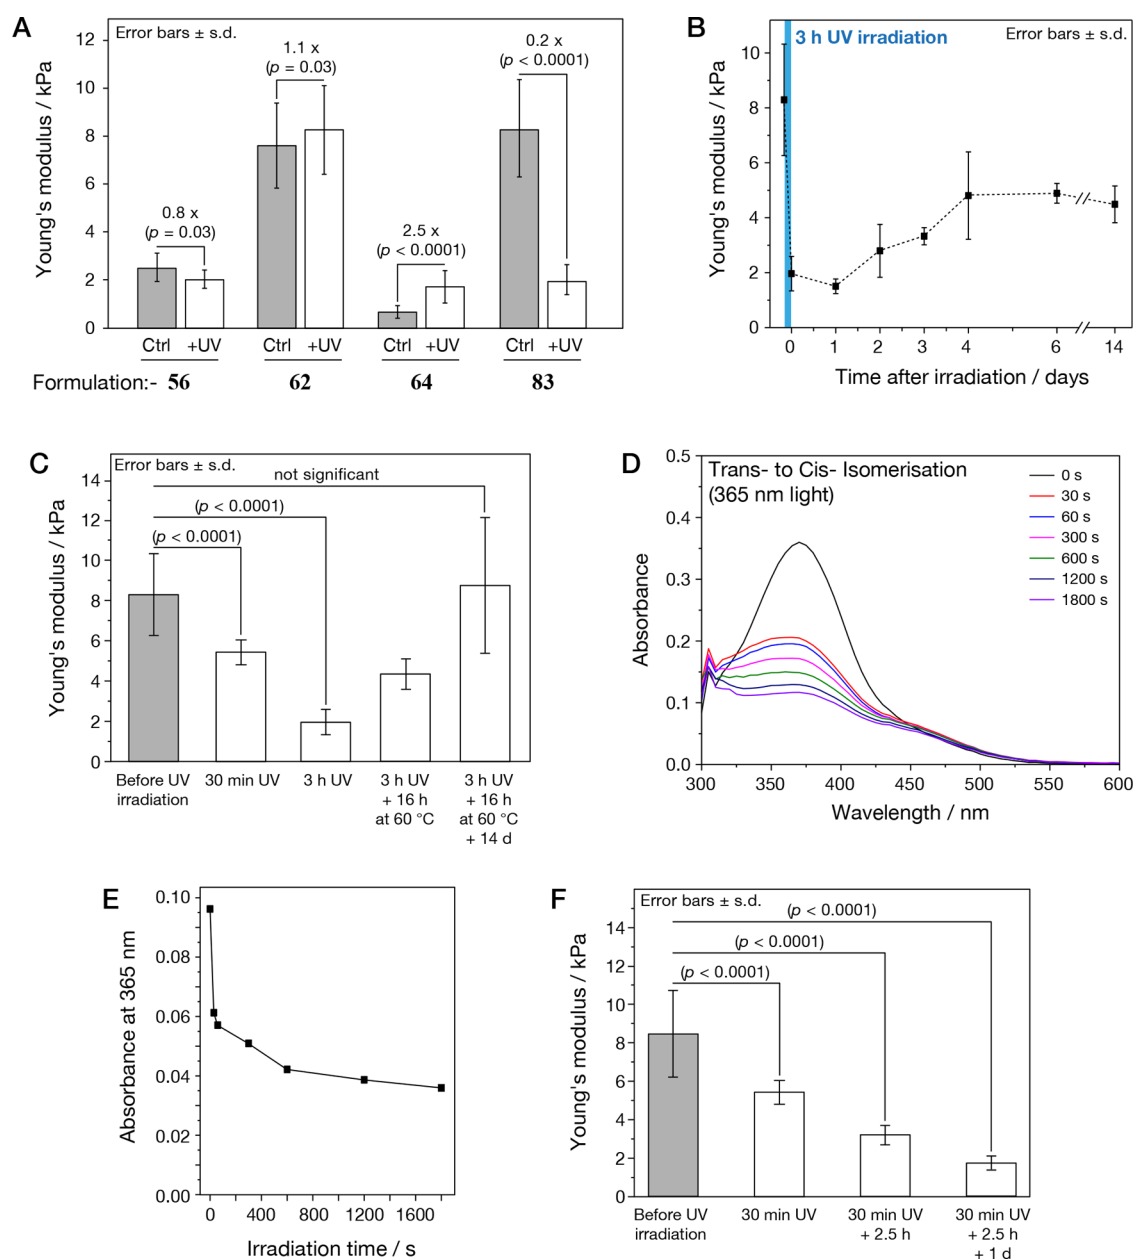 A
Error bars ± s.d.
Young's modulus / kPa
12
10
8
6
4
2
0
0.8 x
(p = 0.03)
1.1 x
(p = 0.03)
2.5 x
(p < 0.0001)
0.2 x
(p < 0.0001)
Ctrl +UV Ctrl +UV Ctrl +UV Ctrl +UV
Formulation:- 56 62 64 83
B
3 h UV irradiation
Error bars ± s.d.
Young's modulus / kPa
10
8
6
4
2
0
0 1 2 3 4 6 14
Time after irradiation / days
C
Error bars ± s.d.
Young's modulus / kPa
14
12
10
8
6
4
2
0
not significant
(p < 0.0001)
(p < 0.0001)
Before UV
irradiation
30 min UV
3 h UV
3 h UV
+ 16 h
at 60 °C
3 h UV
+ 16 h
at 60 °C
+ 14 d
D
Trans- to Cis- Isomerisation
(365 nm light)
0 s
30 s
60 s
300 s
600 s
1200 s
1800 s
Absorbance
0.5
0.4
0.3
0.2
0.1
0.0
300 350 400 450 500 550 600
Wavelength / nm
E
Absorbance at 365 nm
0.10
0.08
0.06
0.04
0.02
0.00
0 400 800 1200 1600
Irradiation time / s
F
Error bars ± s.d.
Young's modulus / kPa
14
12
10
8
6
4
2
0
(p < 0.0001)
(p < 0.0001)
(p < 0.0001)
Before UV
irradiation
30 min UV
30 min UV
+ 2.5 h
30 min UV
+ 2.5 h
+ 1 d